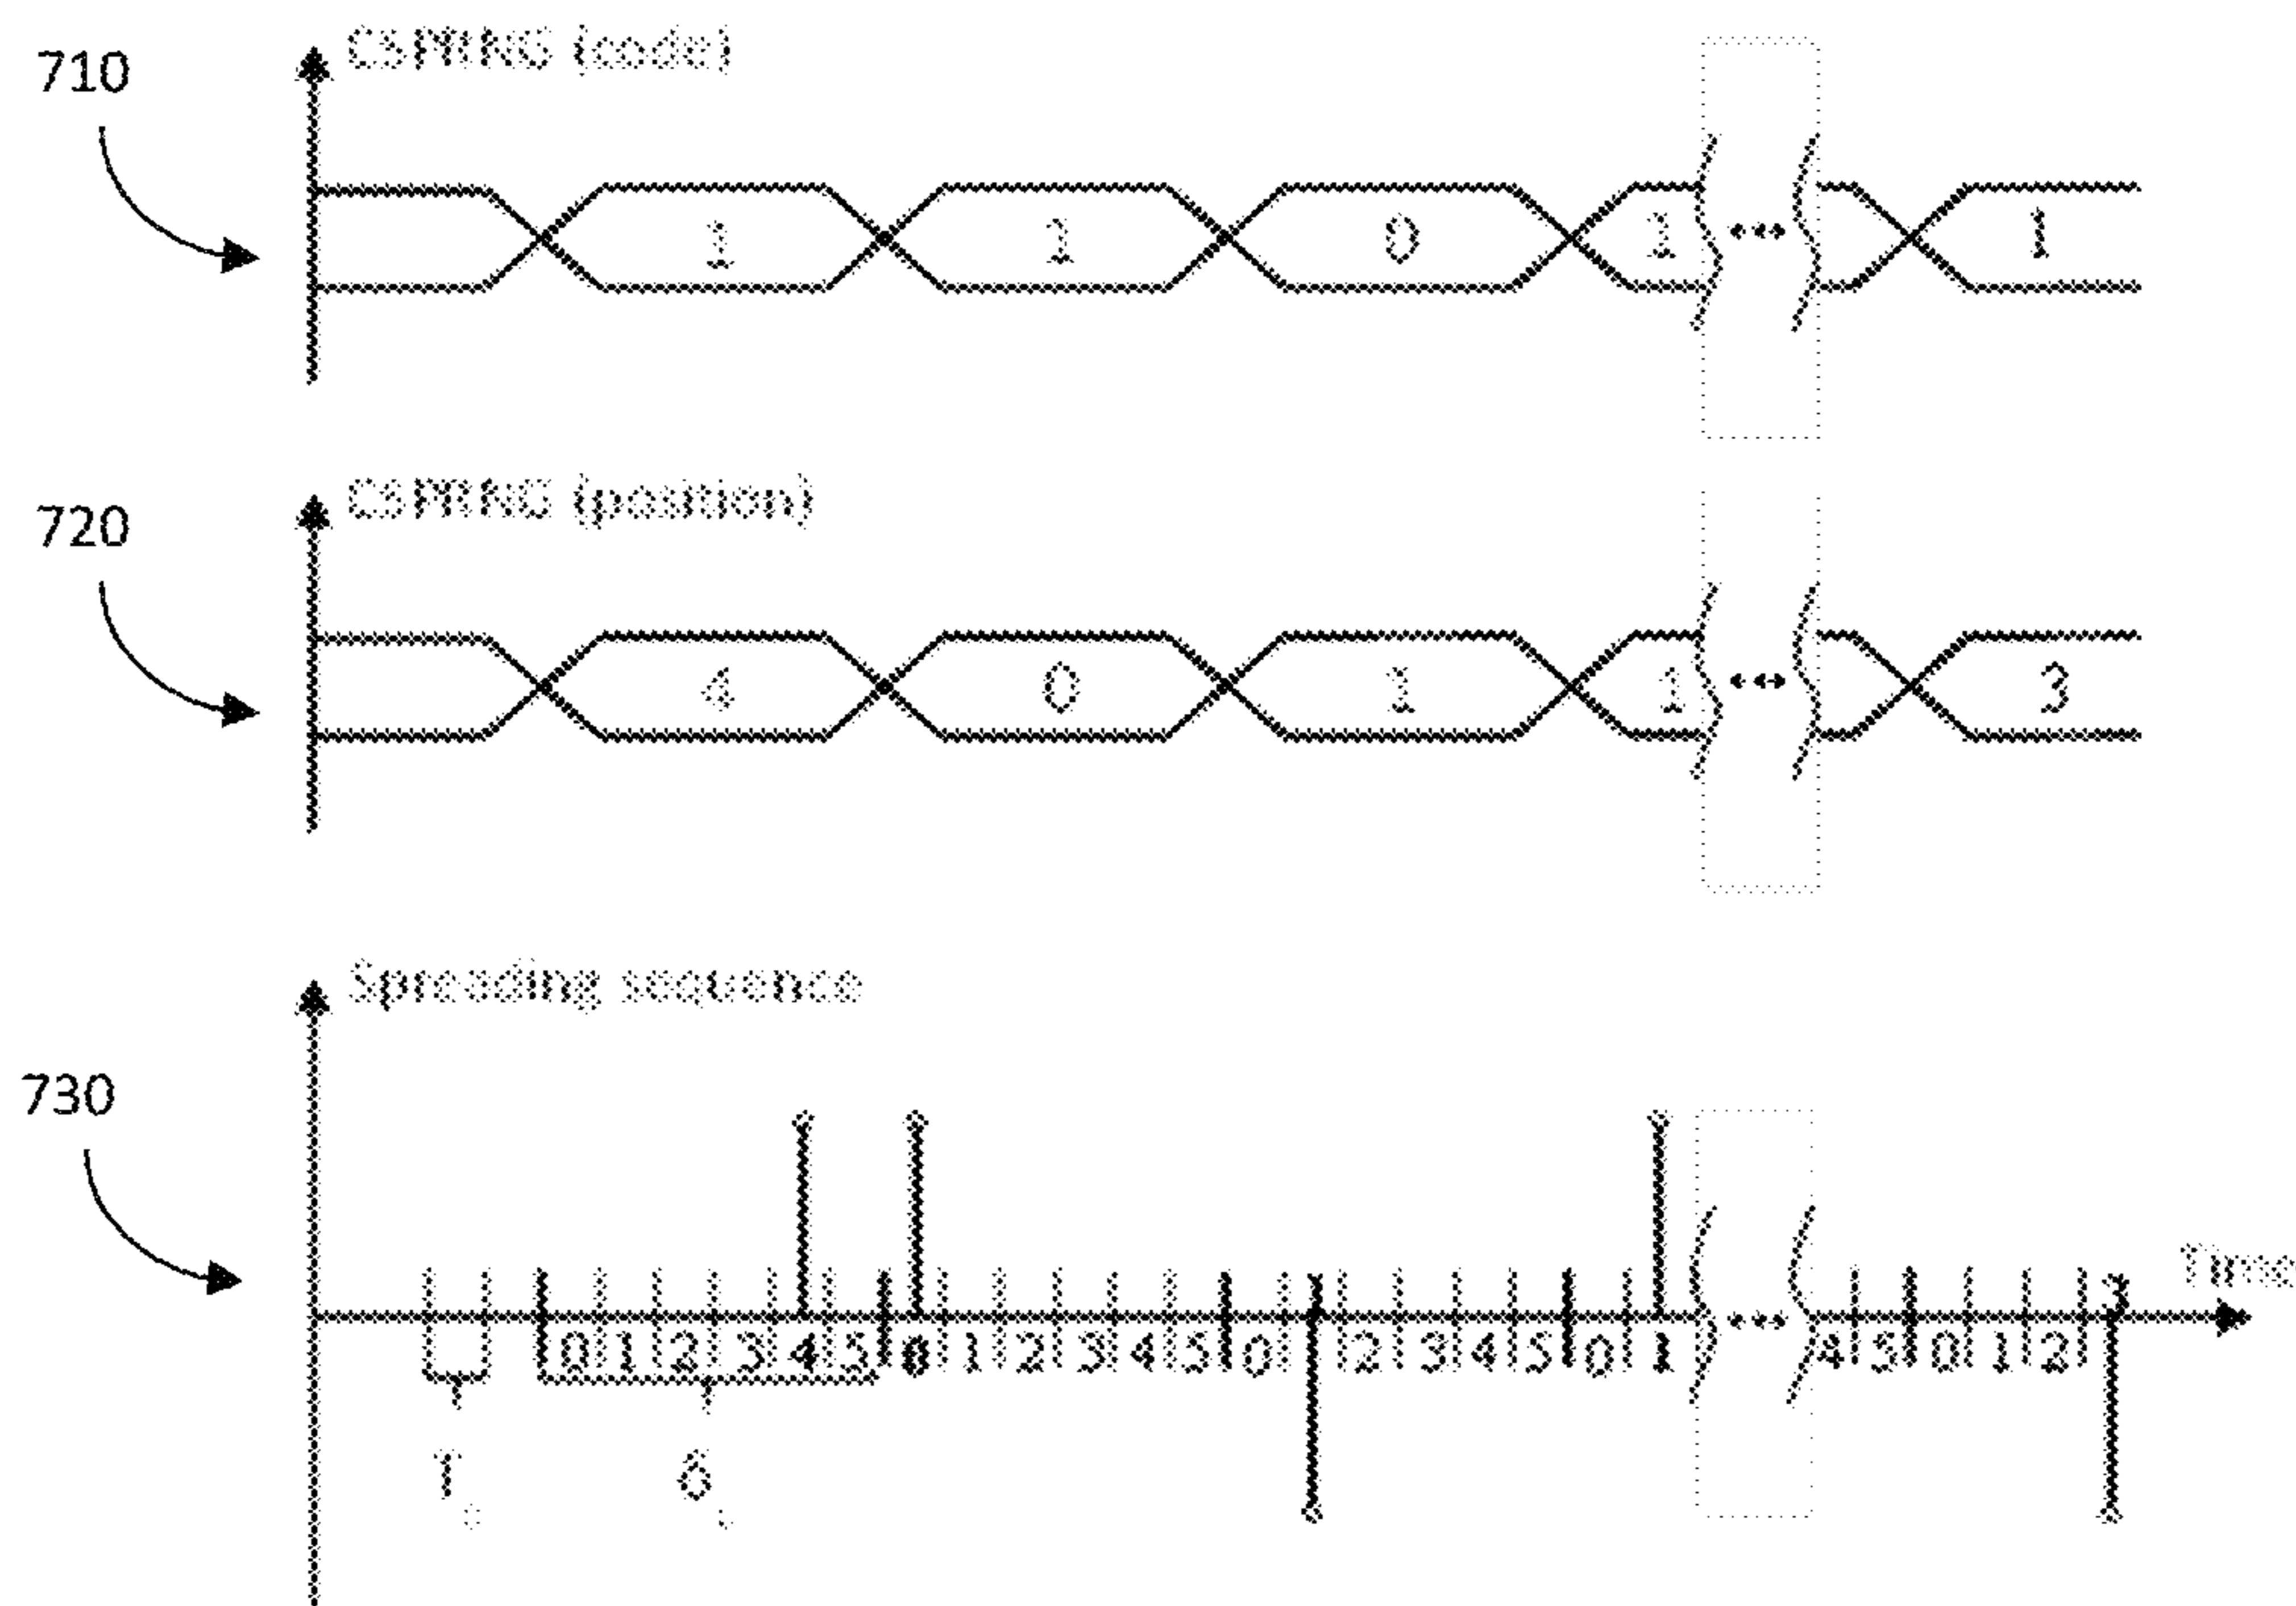 710
CSPRNG (code)
1 1 0 1 ... 1
720
CSPRNG (position)
4 0 1 1 ... 3
730
Spreading sequence
3
Time
0 1 2 3 4 5 0 1 2 3 4 5 0 2 3 4 5 0 1 ... 4 5 0 1 2
T